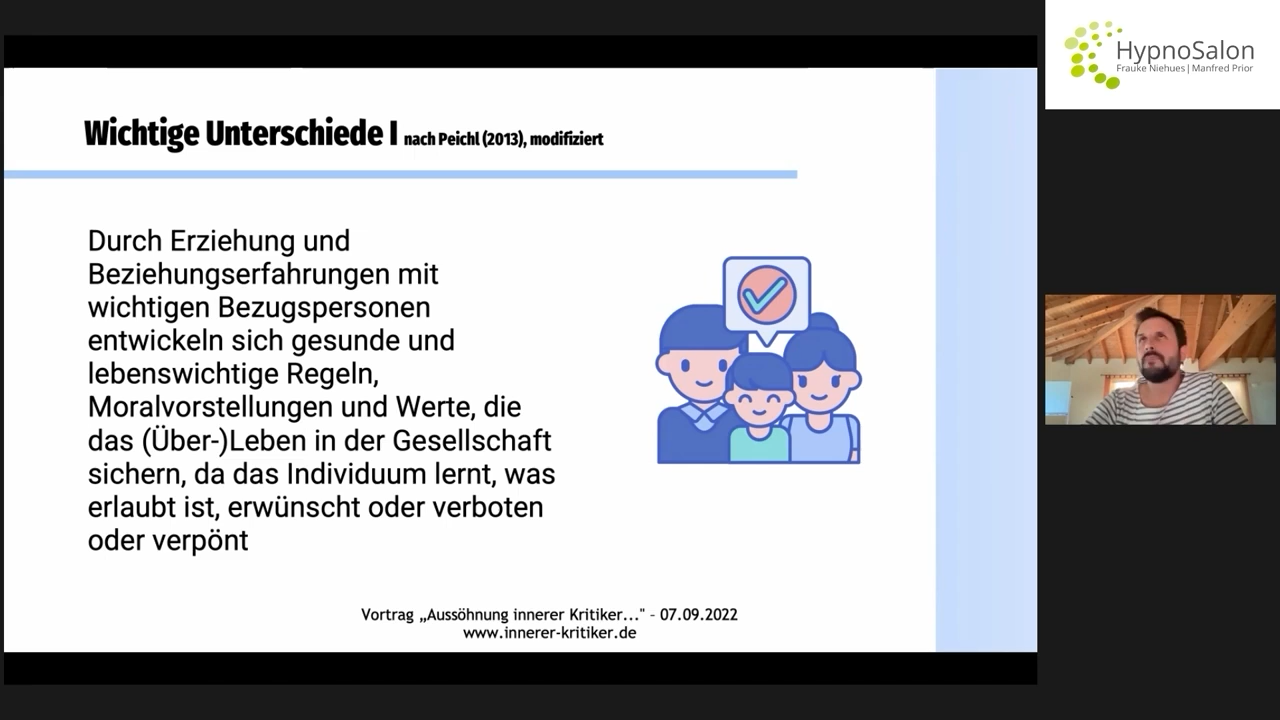 Wichtige Unterschiede I nach Peichl (2013), modifiziert
Durch Erziehung und
Beziehungserfahrungen mit
wichtigen Bezugspersonen
entwickeln sich gesunde und
lebenswichtige Regeln,
Moralvorstellungen und Werte, die
das (Über-)Leben in der Gesellschaft
sichern, da das Individuum lernt, was
erlaubt ist, erwünscht oder verboten
oder verpönt
Vortrag „Aussöhnung innerer Kritiker..." - 07.09.2022
www.innerer-kritiker.de
HypnoSalon
Frauke Niehues | Manfred Prior